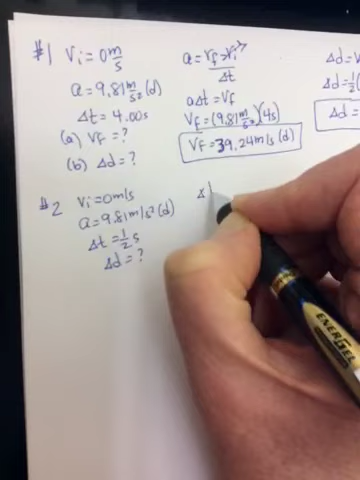 #1 Vi = 0 m/s
a = 9.81 m/s² (d)
Δt = 4.00s
(a) Vf = ?
(b) Δd = ?
a = Vf - Vi / Δt
aΔt = Vf
Vf = (9.81 m/s²)(4s)
Vf = 39.24 m/s (d)
Δd = V
Δd = 1/2 (
Δd =
#2 Vi = 0 m/s
a = 9.81 m/s² (d)
Δt = 1/2 s
Δd = ?
ENERGEL